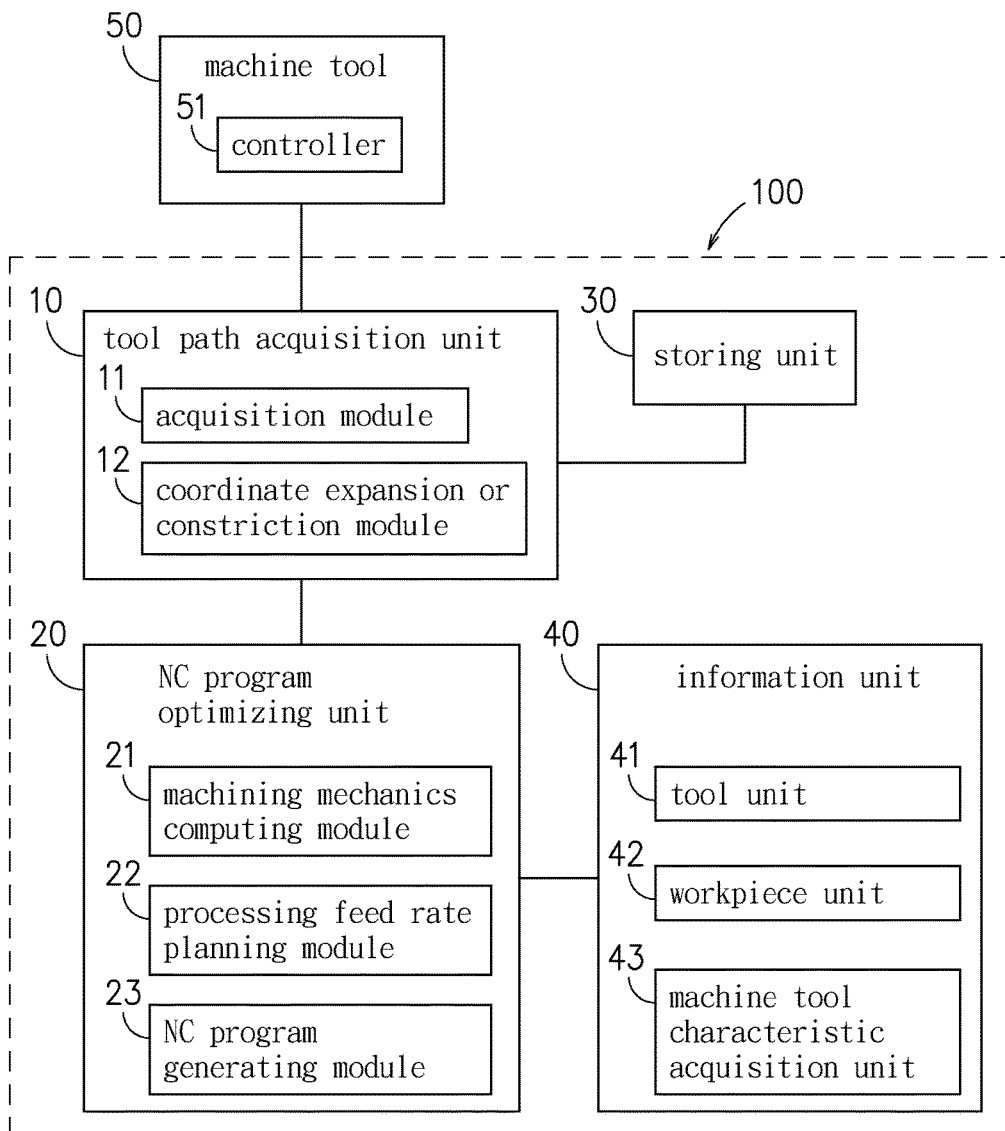 50
machine tool
51
controller
100
10
tool path acquisition unit
11
acquisition module
12
coordinate expansion or
constriction module
30
storing unit
20
NC program
optimizing unit
21
machining mechanics
computing module
22
processing feed rate
planning module
23
NC program
generating module
40
information unit
41
tool unit
42
workpiece unit
43
machine tool
characteristic
acquisition unit